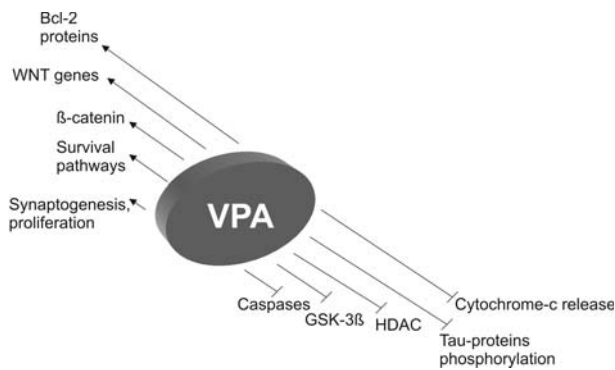 Bcl-2
proteins
WNT genes
ß-catenin
Survival
pathways
Synaptogenesis,
proliferation
VPA
Caspases
GSK-3ß
HDAC
Cytochrome-c release
Tau-proteins
phosphorylation